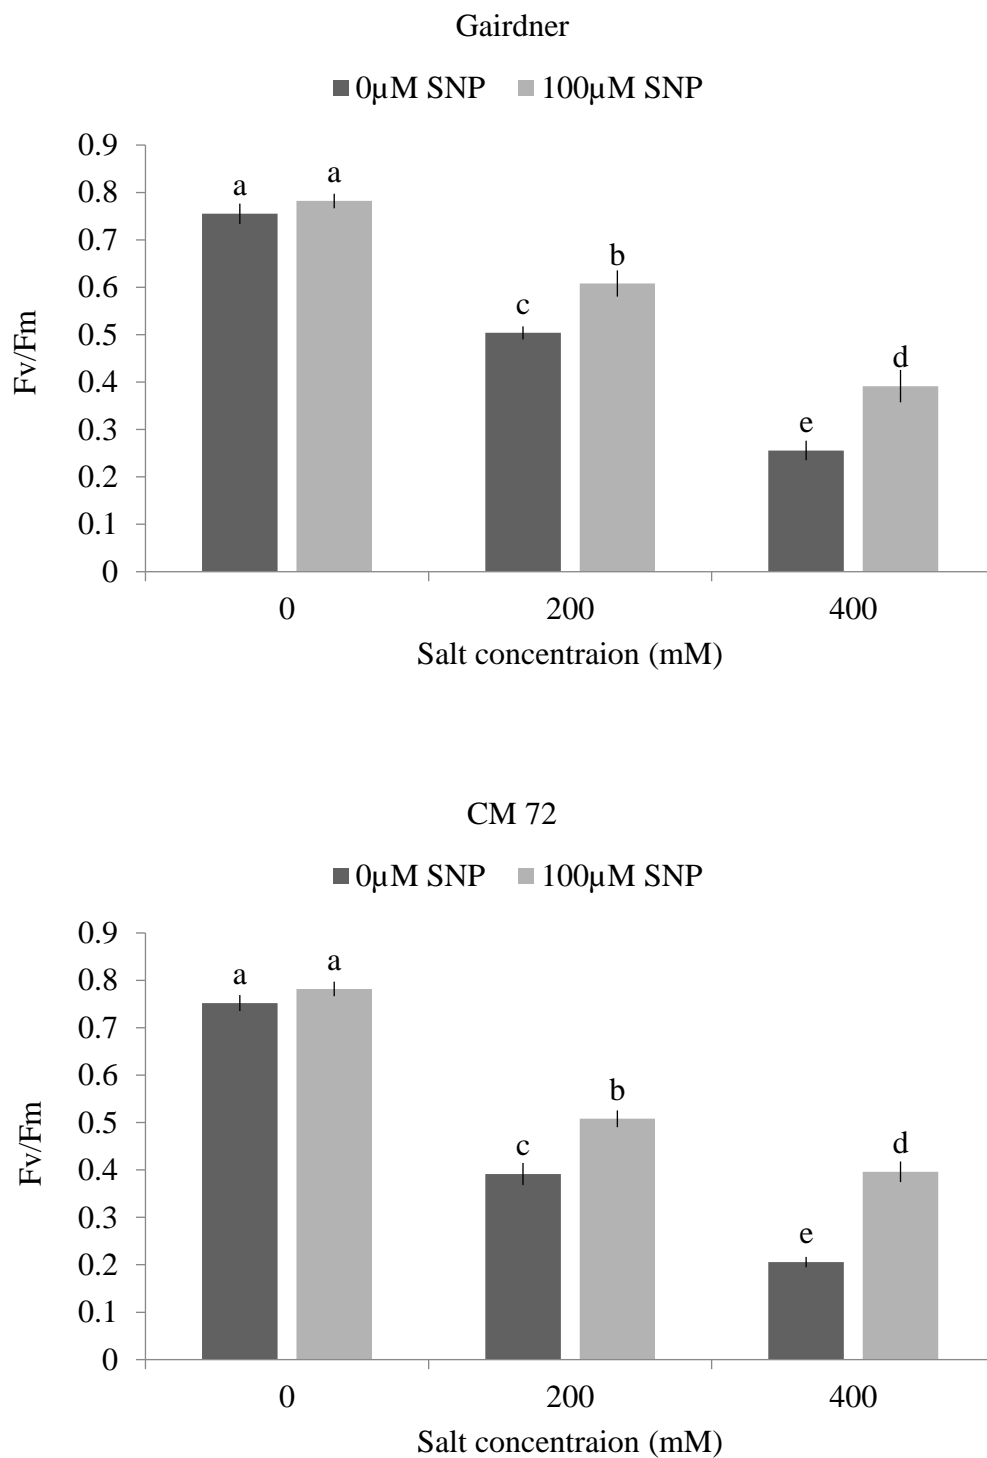 Gairdner
0µM SNP 100µM SNP
0.9
0.8
0.7
0.6
0.5
0.4
0.3
0.2
0.1
0
Fv/Fm
a a
c b
e d
0 200 400
Salt concentraion (mM)
CM 72
0µM SNP 100µM SNP
0.9
0.8
0.7
0.6
0.5
0.4
0.3
0.2
0.1
0
Fv/Fm
a a
c b
e d
0 200 400
Salt concentraion (mM)